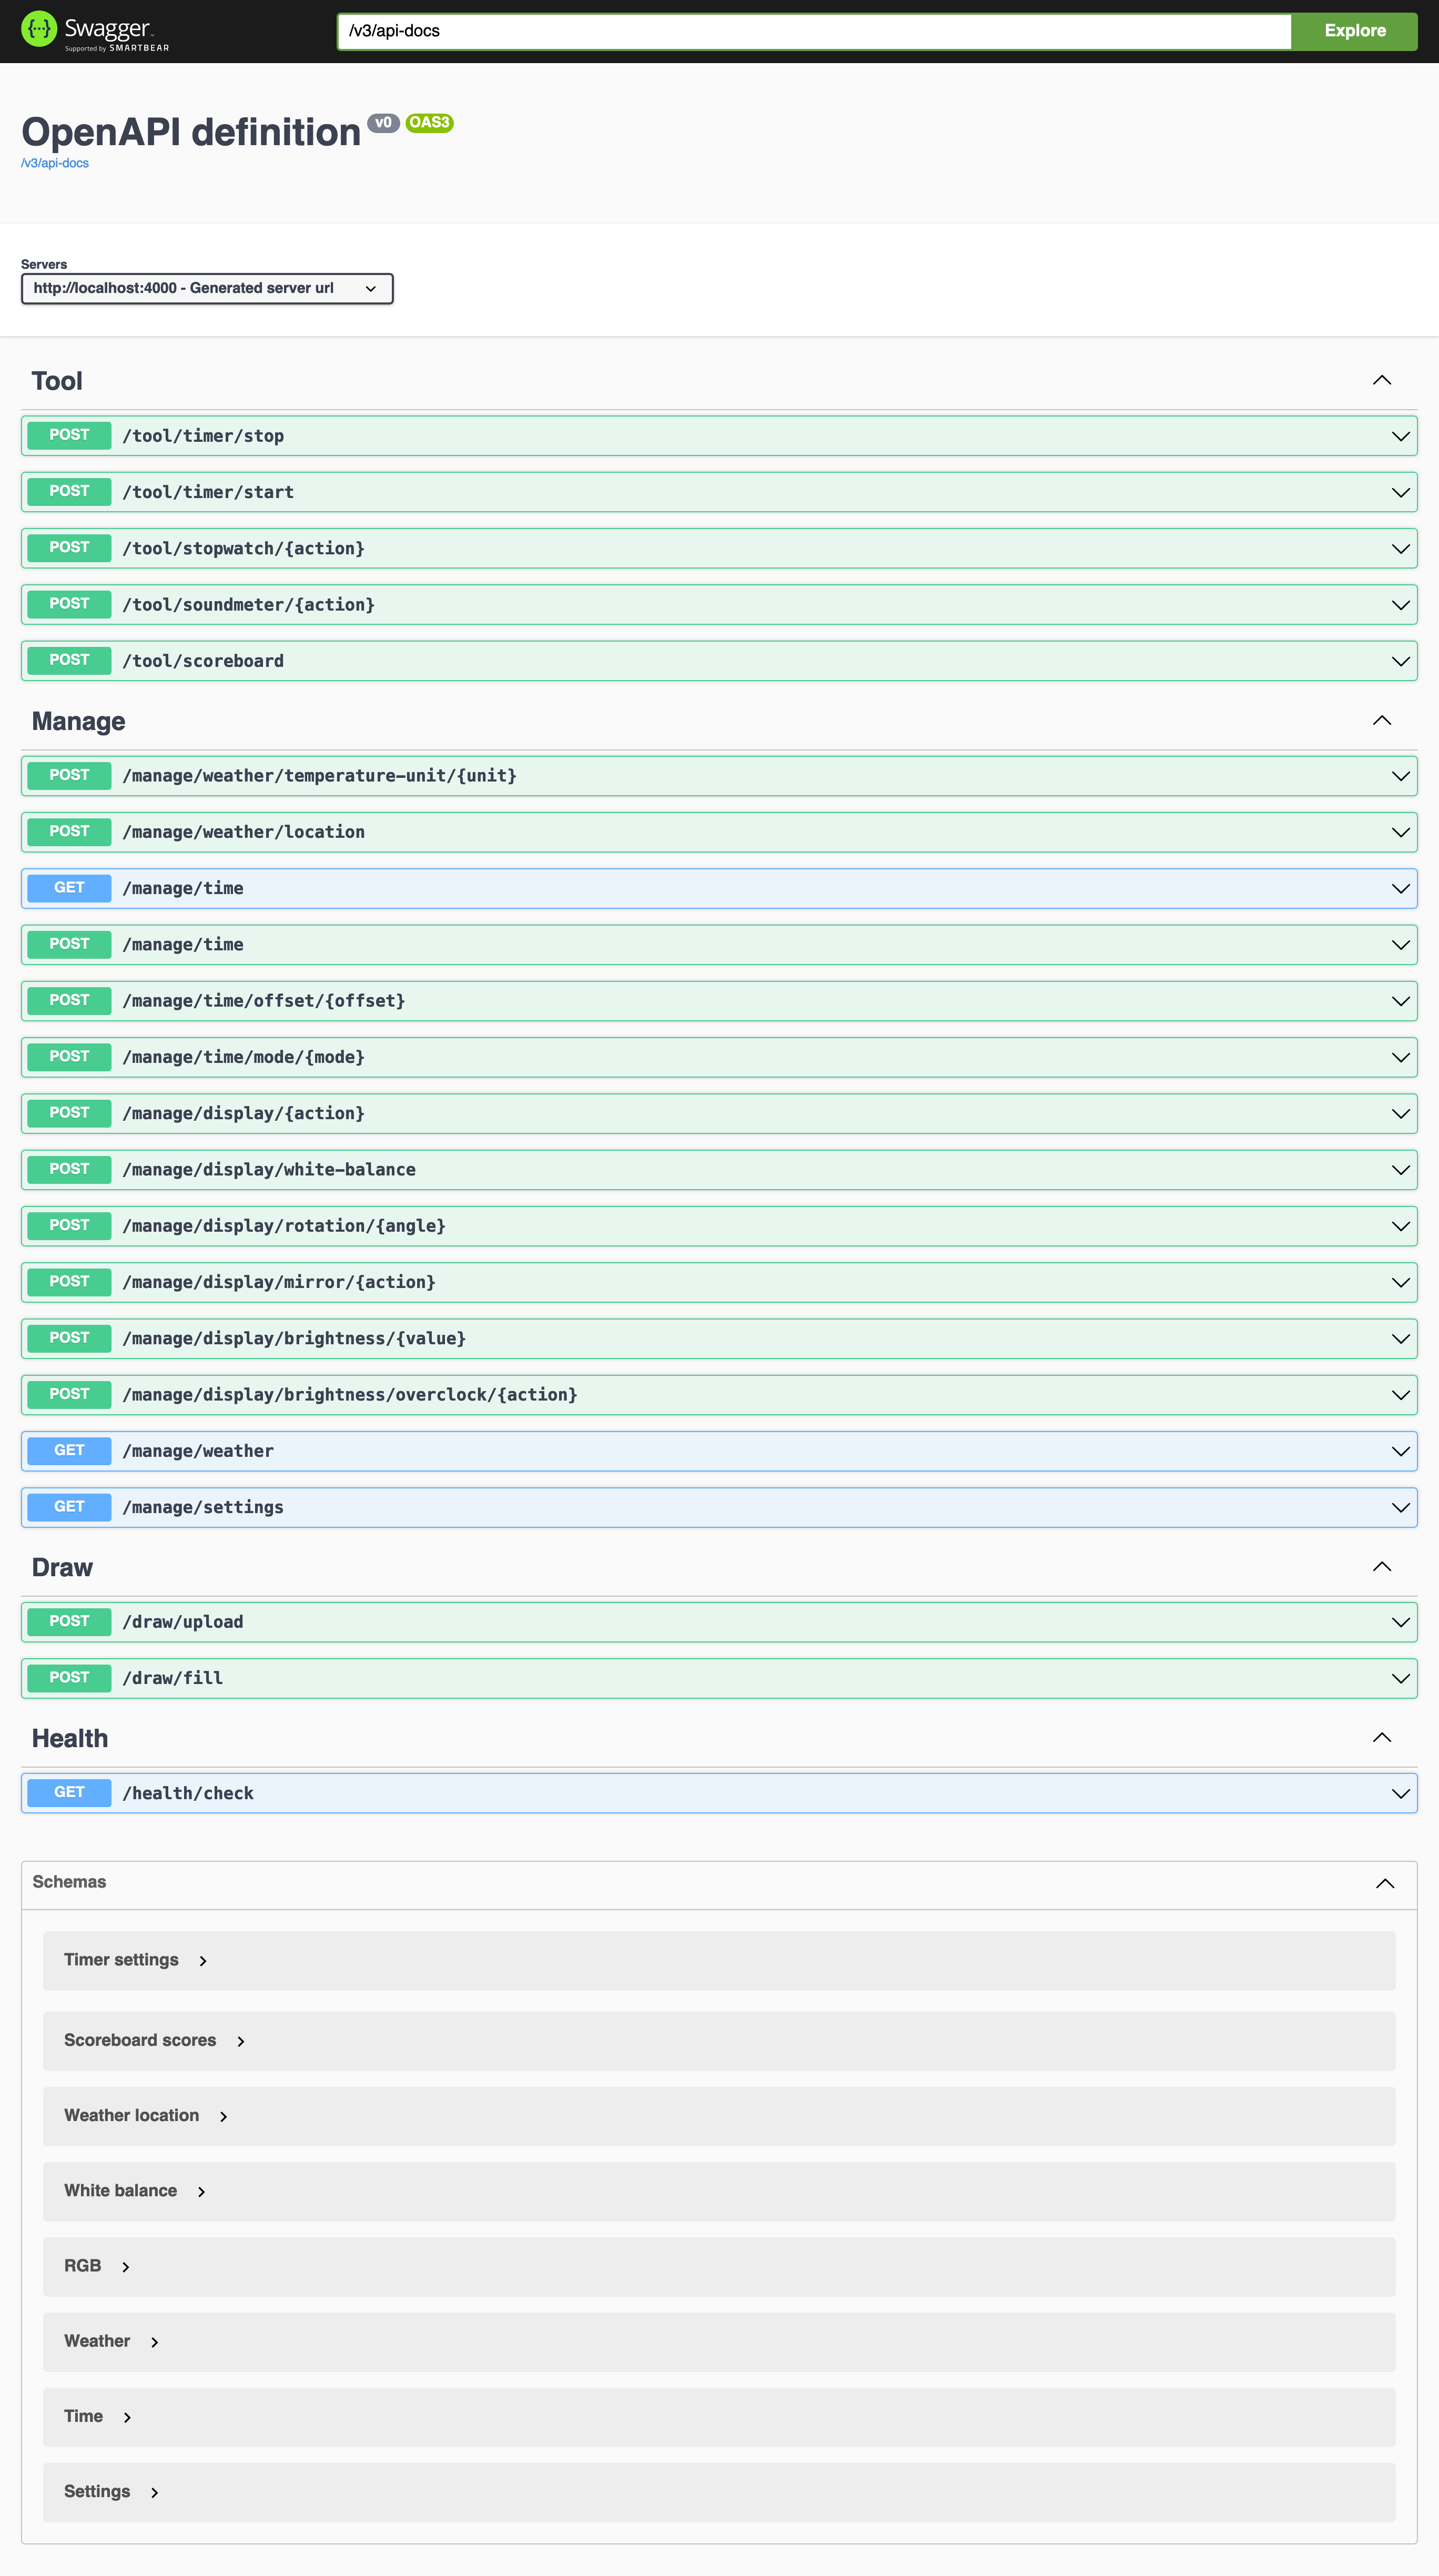 Swagger
Supported by SMARTBEAR
/v3/api-docs
Explore
OpenAPI definition v0 OAS3
/v3/api-docs
Servers
http://localhost:4000 - Generated server url
Tool
POST /tool/timer/stop
POST /tool/timer/start
POST /tool/stopwatch/{action}
POST /tool/soundmeter/{action}
POST /tool/scoreboard
Manage
POST /manage/weather/temperature-unit/{unit}
POST /manage/weather/location
GET /manage/time
POST /manage/time
POST /manage/time/offset/{offset}
POST /manage/time/mode/{mode}
POST /manage/display/{action}
POST /manage/display/white-balance
POST /manage/display/rotation/{angle}
POST /manage/display/mirror/{action}
POST /manage/display/brightness/{value}
POST /manage/display/brightness/overclock/{action}
GET /manage/weather
GET /manage/settings
Draw
POST /draw/upload
POST /draw/fill
Health
GET /health/check
Schemas
Timer settings
Scoreboard scores
Weather location
White balance
RGB
Weather
Time
Settings